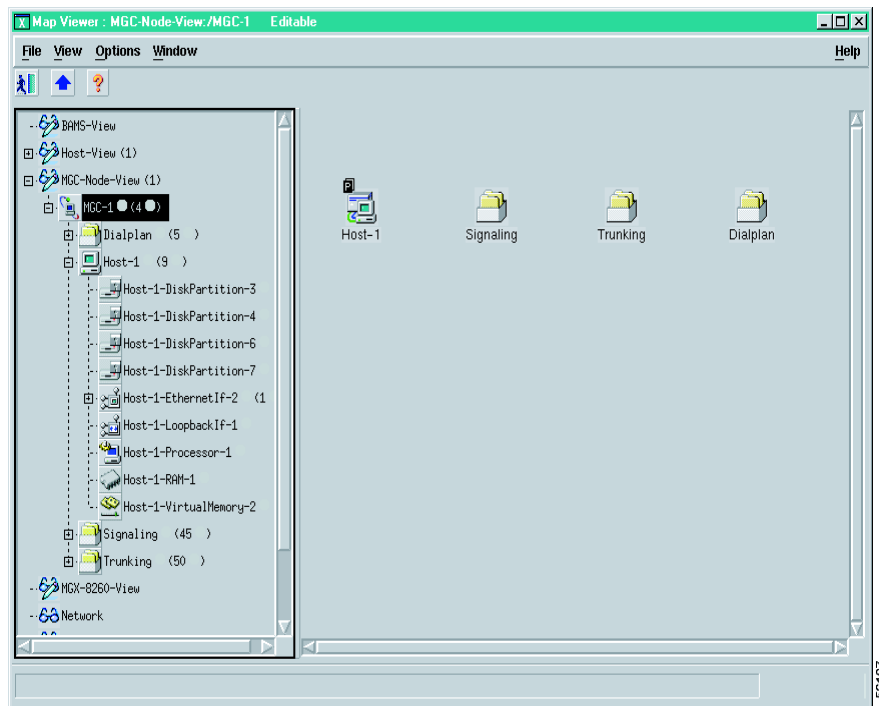 X Map Viewer : MGC-Node-View:/MGC-1 Editable
File View Options Window Help
?
BAMS-View
Host-View (1)
MGC-Node-View (1)
MGC-1 (4 )
Dialplan (5 )
Host-1 (9 )
Host-1-DiskPartition-3
Host-1-DiskPartition-4
Host-1-DiskPartition-6
Host-1-DiskPartition-7
Host-1-EthernetIf-2 (1
Host-1-LoopbackIf-1
Host-1-Processor-1
Host-1-RAM-1
Host-1-VirtualMemory-2
Signaling (45 )
Trunking (50 )
MGX-8260-View
Network
P
Host-1
Signaling
Trunking
Dialplan